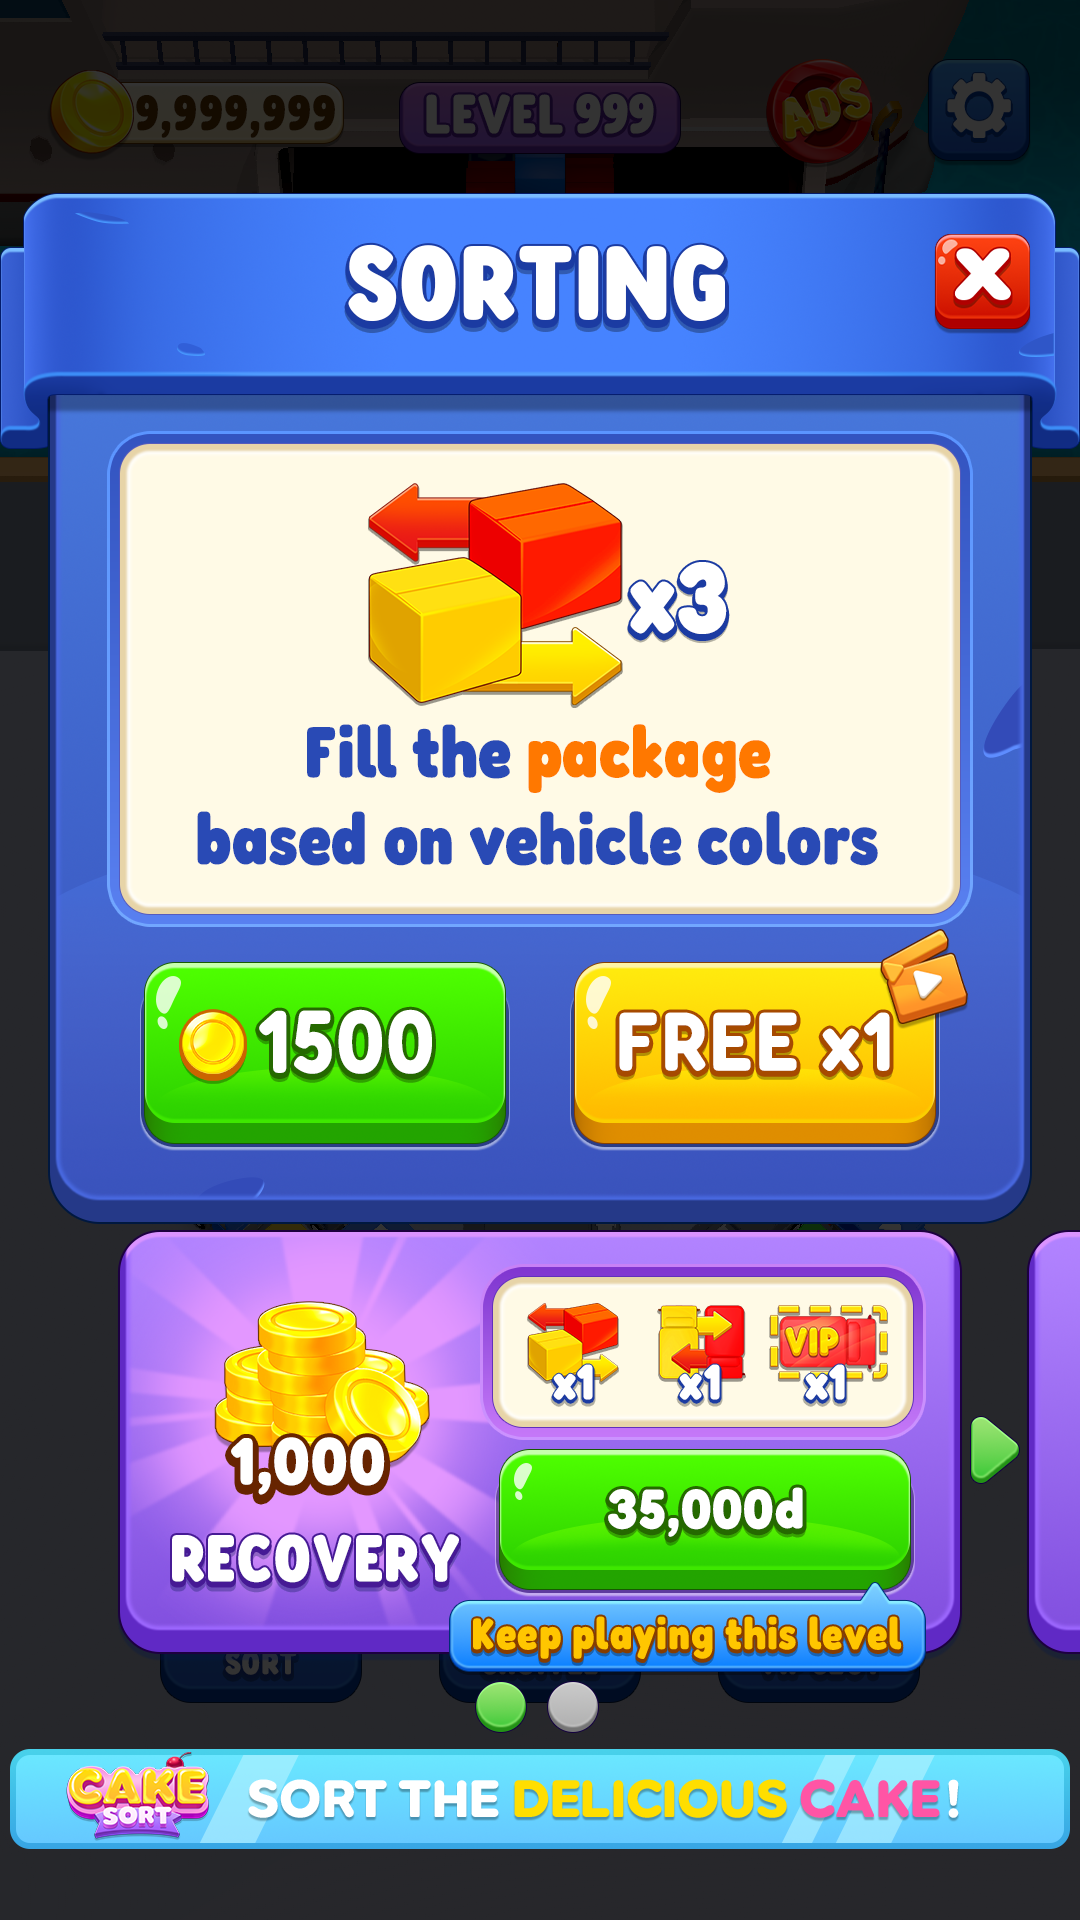 9,999,999
LEVEL 999
ADS
SORTING
x3
Fill the package
based on vehicle colors
1500
FREE x1
VIP
x1
x1
x1
1,000
35,000d
RECOVERY
Keep playing this level
SORT
CAKE
SORT
SORT THE DELICIOUS CAKE!